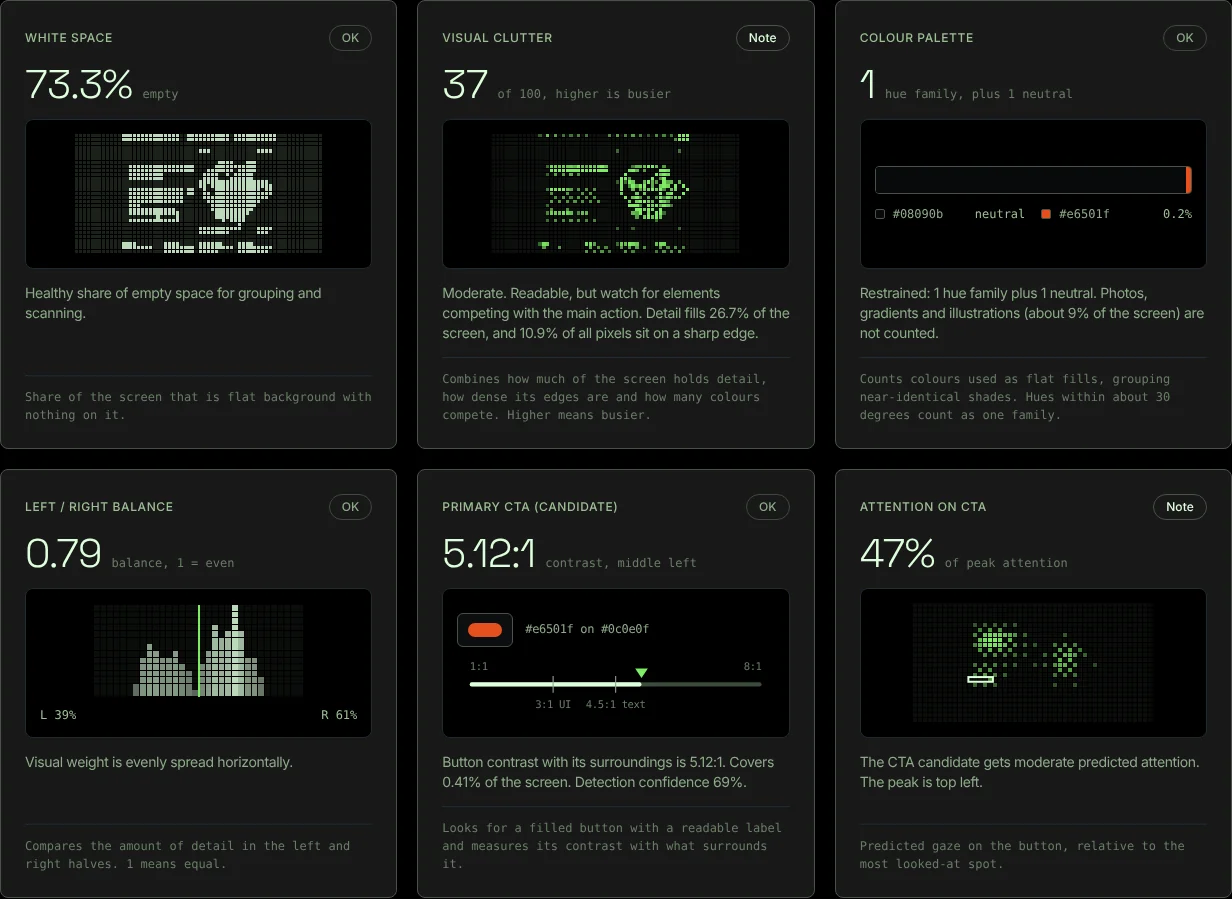 WHITE SPACE
OK
73.3% empty
Healthy share of empty space for grouping and
scanning.
Share of the screen that is flat background with
nothing on it.
VISUAL CLUTTER
Note
37 of 100, higher is busier
Moderate. Readable, but watch for elements
competing with the main action. Detail fills 26.7% of the
screen, and 10.9% of all pixels sit on a sharp edge.
Combines how much of the screen holds detail,
how dense its edges are and how many colours
compete. Higher means busier.
COLOUR PALETTE
OK
1 hue family, plus 1 neutral
#08090b neutral #e6501f 0.2%
Restrained: 1 hue family plus 1 neutral. Photos,
gradients and illustrations (about 9% of the screen) are
not counted.
Counts colours used as flat fills, grouping
near-identical shades. Hues within about 30
degrees count as one family.
LEFT / RIGHT BALANCE
OK
0.79 balance, 1 = even
L 39% R 61%
Visual weight is evenly spread horizontally.
Compares the amount of detail in the left and
right halves. 1 means equal.
PRIMARY CTA (CANDIDATE)
OK
5.12:1 contrast, middle left
#e6501f on #0c0e0f
1:1 8:1
3:1 UI 4.5:1 text
Button contrast with its surroundings is 5.12:1. Covers
0.41% of the screen. Detection confidence 69%.
Looks for a filled button with a readable label
and measures its contrast with what surrounds
it.
ATTENTION ON CTA
Note
47% of peak attention
The CTA candidate gets moderate predicted attention.
The peak is top left.
Predicted gaze on the button, relative to the
most looked-at spot.